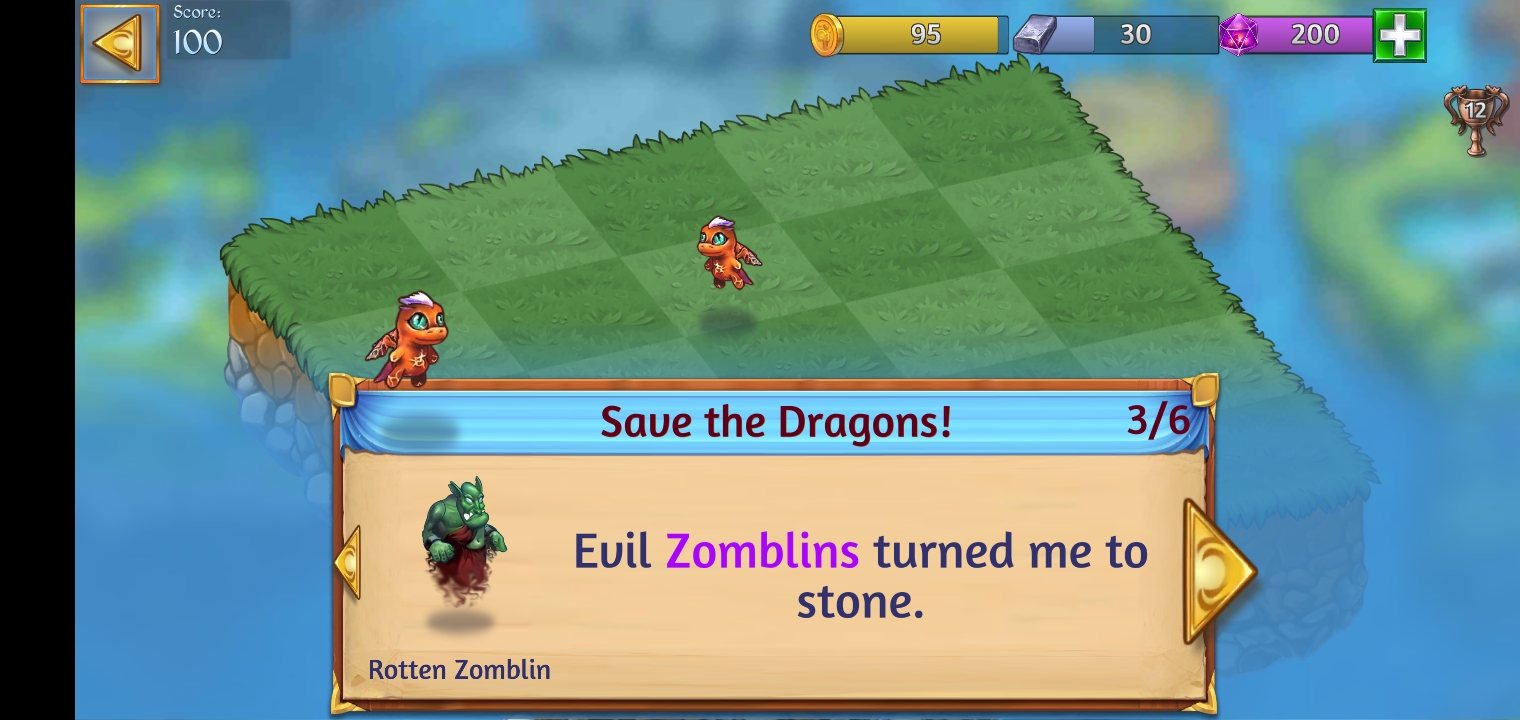 Score:
100
95
30
200
12
Save the Dragons!
3/6
Evil Zomblins turned me to
stone.
Rotten Zomblin